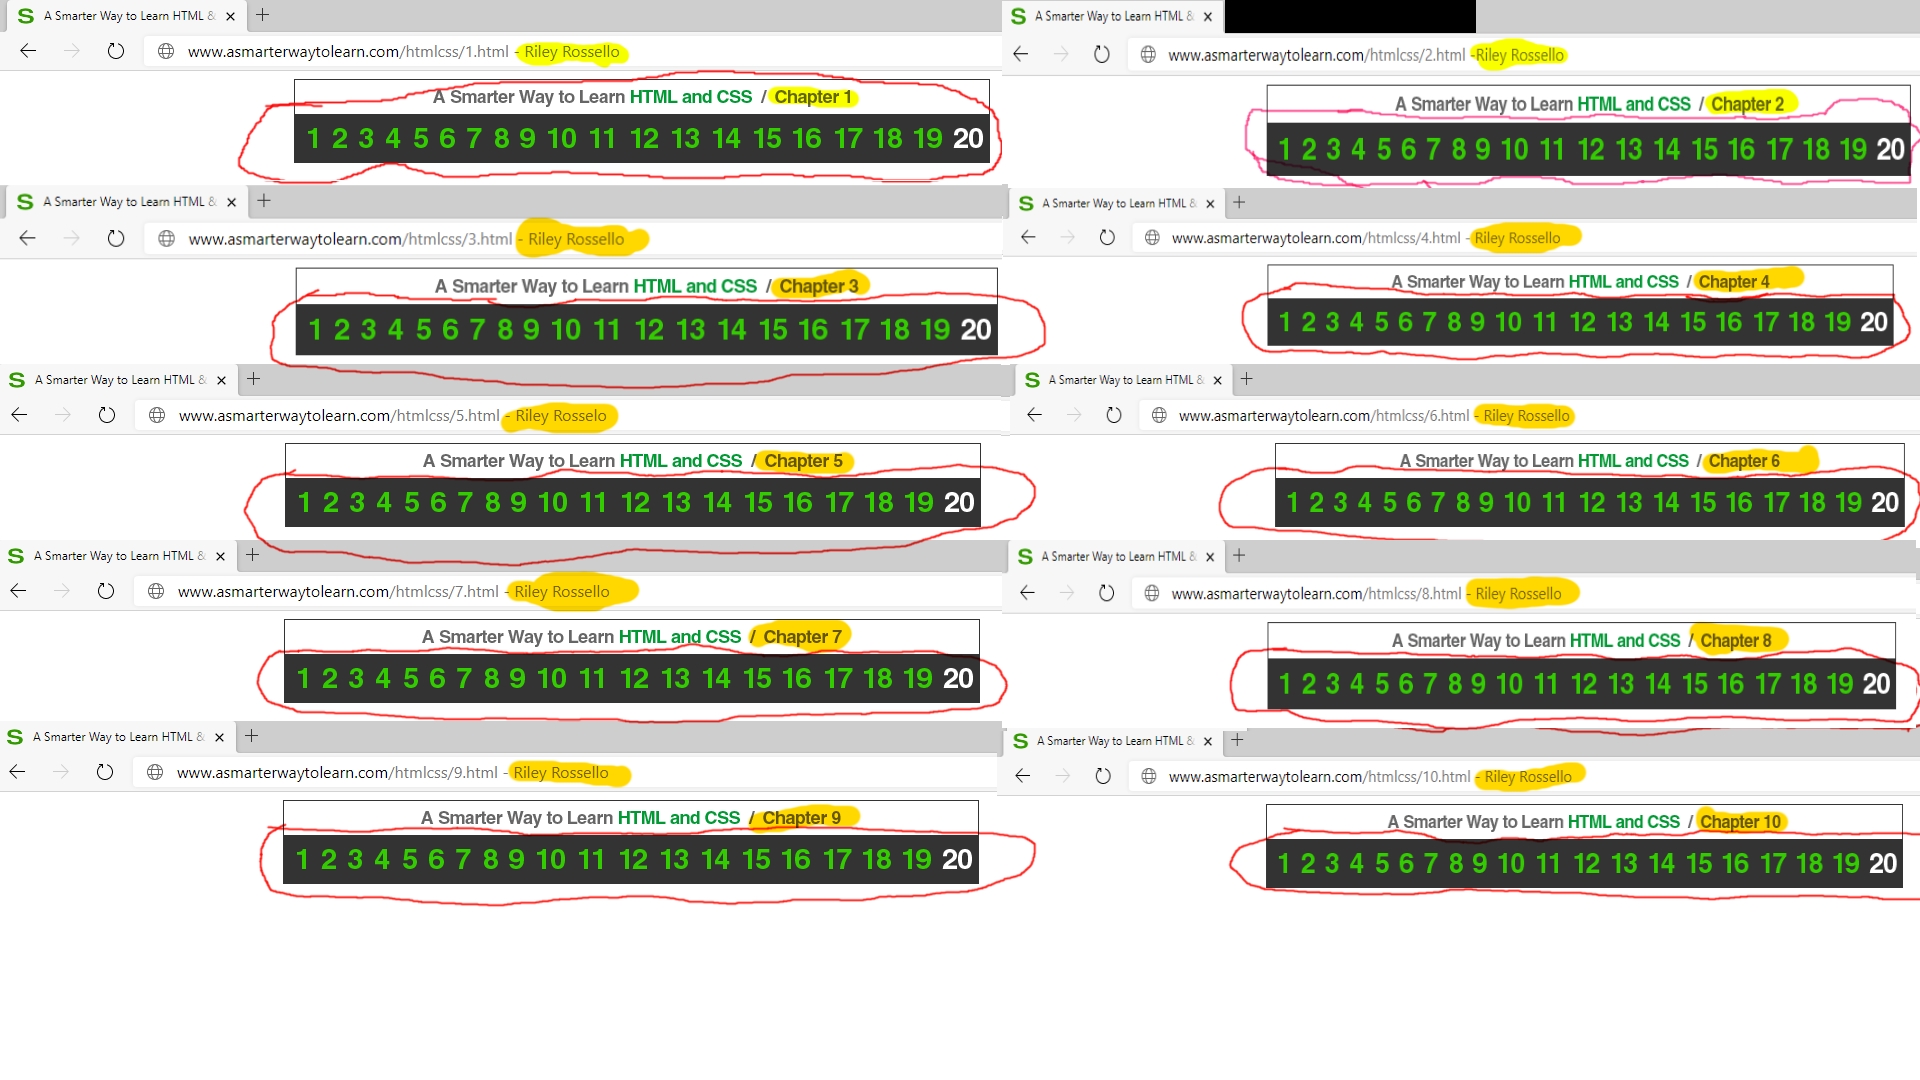 S A Smarter Way to Learn HTML &
www.asmarterwaytolearn.com/htmlcss/1.html - Riley Rossello
A Smarter Way to Learn HTML and CSS / Chapter 1
1 2 3 4 5 6 7 8 9 10 11 12 13 14 15 16 17 18 19 20
S A Smarter Way to Learn HTML &
www.asmarterwaytolearn.com/htmlcss/2.html -Riley Rossello
A Smarter Way to Learn HTML and CSS / Chapter 2
1 2 3 4 5 6 7 8 9 10 11 12 13 14 15 16 17 18 19 20
S A Smarter Way to Learn HTML &
www.asmarterwaytolearn.com/htmlcss/3.html - Riley Rossello
A Smarter Way to Learn HTML and CSS / Chapter 3
1 2 3 4 5 6 7 8 9 10 11 12 13 14 15 16 17 18 19 20
S A Smarter Way to Learn HTML &
www.asmarterwaytolearn.com/htmlcss/4.html -Riley Rossello
A Smarter Way to Learn HTML and CSS / Chapter 4
1 2 3 4 5 6 7 8 9 10 11 12 13 14 15 16 17 18 19 20
S A Smarter Way to Learn HTML &
www.asmarterwaytolearn.com/htmlcss/5.html - Riley Rosselo
A Smarter Way to Learn HTML and CSS / Chapter 5
1 2 3 4 5 6 7 8 9 10 11 12 13 14 15 16 17 18 19 20
S A Smarter Way to Learn HTML &
www.asmarterwaytolearn.com/htmlcss/6.html - Riley Rossello
A Smarter Way to Learn HTML and CSS / Chapter 6
1 2 3 4 5 6 7 8 9 10 11 12 13 14 15 16 17 18 19 20
S A Smarter Way to Learn HTML &
www.asmarterwaytolearn.com/htmlcss/7.html - Riley Rossello
A Smarter Way to Learn HTML and CSS / Chapter 7
1 2 3 4 5 6 7 8 9 10 11 12 13 14 15 16 17 18 19 20
S A Smarter Way to Learn HTML &
www.asmarterwaytolearn.com/htmlcss/8.html - Riley Rossello
A Smarter Way to Learn HTML and CSS / Chapter 8
1 2 3 4 5 6 7 8 9 10 11 12 13 14 15 16 17 18 19 20
S A Smarter Way to Learn HTML &
www.asmarterwaytolearn.com/htmlcss/9.html - Riley Rossello
A Smarter Way to Learn HTML and CSS / Chapter 9
1 2 3 4 5 6 7 8 9 10 11 12 13 14 15 16 17 18 19 20
S A Smarter Way to Learn HTML &
www.asmarterwaytolearn.com/htmlcss/10.html - Riley Rossello
A Smarter Way to Learn HTML and CSS / Chapter 10
1 2 3 4 5 6 7 8 9 10 11 12 13 14 15 16 17 18 19 20